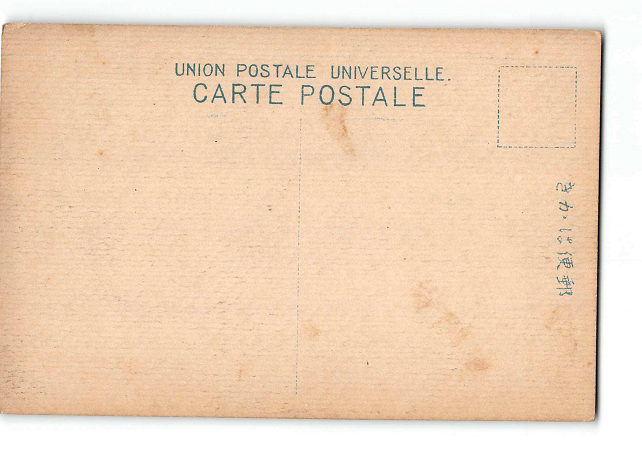 UNION POSTALE UNIVERSELLE.
CARTE POSTALE
郵便はかき